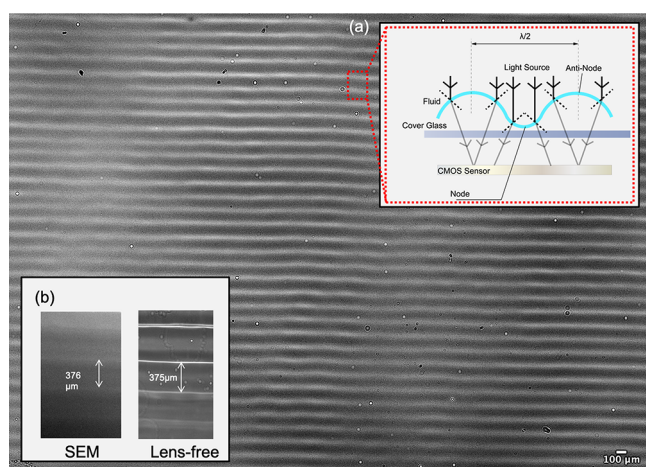 (a)
λ/2
Light Source
Anti-Node
Fluid
Cover Glass
CMOS Sensor
Node
(b)
376
μm
375μm
SEM
Lens-free
100 μm